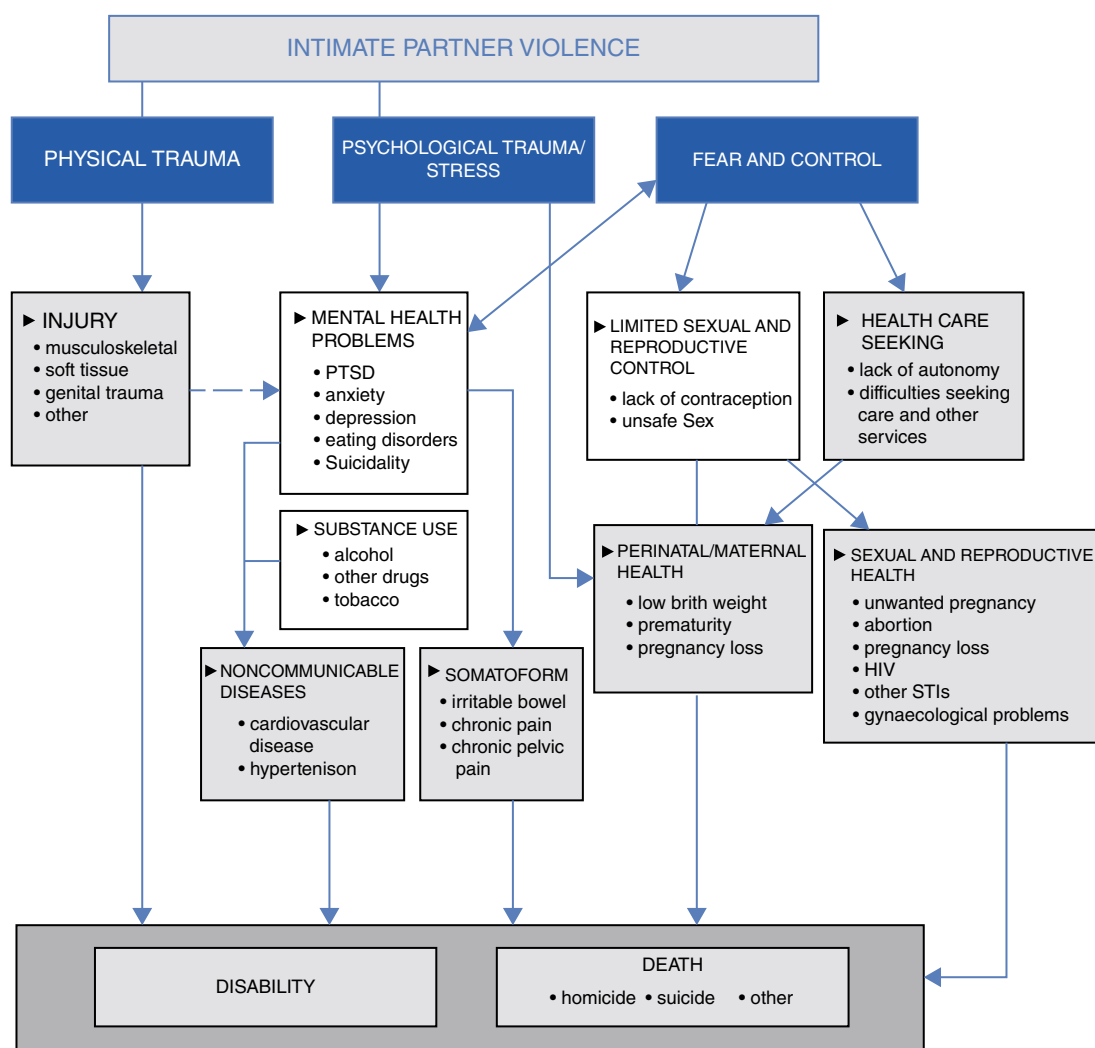 INTIMATE PARTNER VIOLENCE
PHYSICAL TRAUMA
PSYCHOLOGICAL TRAUMA/
STRESS
FEAR AND CONTROL
► INJURY
• musculoskeletal
• soft tissue
• genital trauma
• other
► MENTAL HEALTH
PROBLEMS
• PTSD
• anxiety
• depression
• eating disorders
• Suicidality
► LIMITED SEXUAL AND
REPRODUCTIVE
CONTROL
• lack of contraception
• unsafe Sex
► HEALTH CARE
SEEKING
• lack of autonomy
• difficulties seeking
care and other
services
► SUBSTANCE USE
• alcohol
• other drugs
• tobacco
► PERINATAL/MATERNAL
HEALTH
• low brith weight
• prematurity
• pregnancy loss
► SEXUAL AND REPRODUCTIVE
HEALTH
• unwanted pregnancy
• abortion
• pregnancy loss
• HIV
• other STIs
• gynaecological problems
► NONCOMMUNICABLE
DISEASES
• cardiovascular
disease
• hypertenison
► SOMATOFORM
• irritable bowel
• chronic pain
• chronic pelvic
pain
DISABILITY
DEATH
• homicide • suicide • other